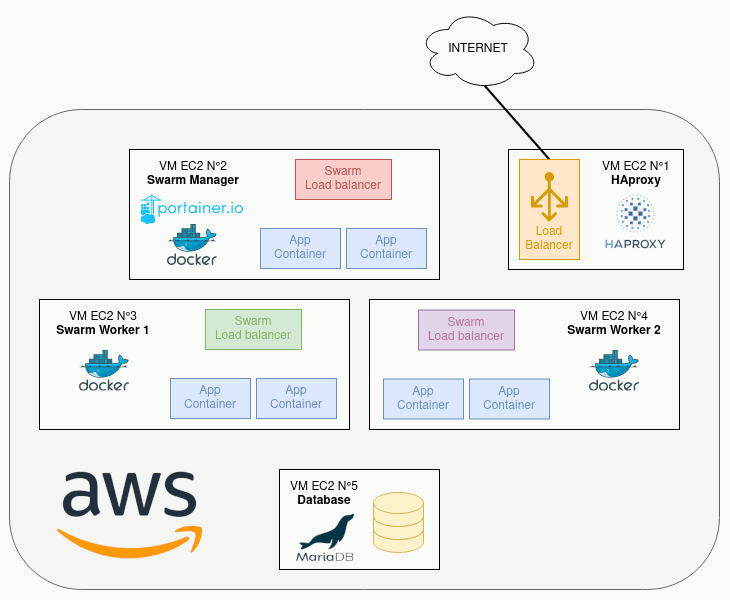 INTERNET
VM EC2 N°2
Swarm Manager
portainer.io
docker
Swarm
Load balancer
App
Container
App
Container
Load
Balancer
VM EC2 N°1
HAproxy
HAPROXY
VM EC2 N°3
Swarm Worker 1
docker
Swarm
Load balancer
App
Container
App
Container
Swarm
Load balancer
App
Container
App
Container
VM EC2 N°4
Swarm Worker 2
docker
aws
VM EC2 N°5
Database
MariaDB